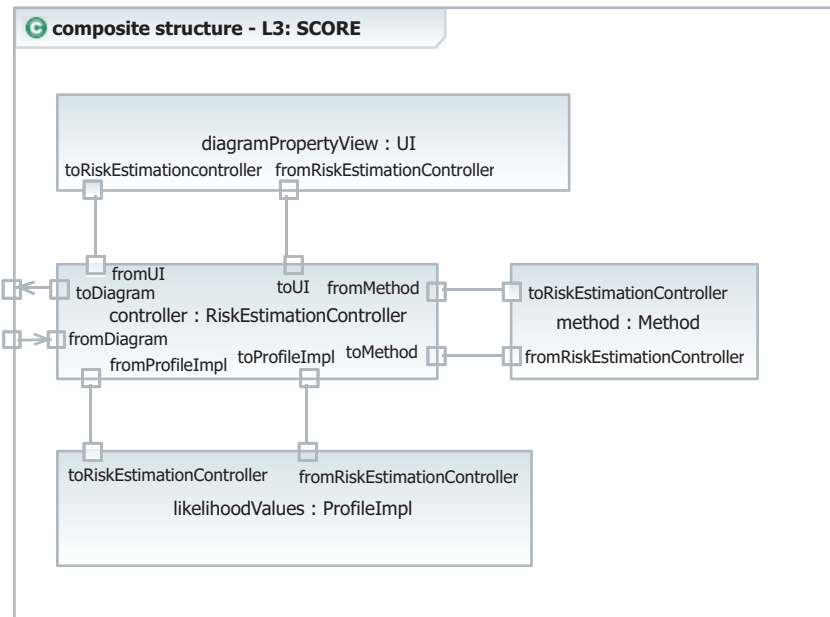 C composite structure - L3: SCORE
diagramPropertyView : UI
toRiskEstimationcontroller fromRiskEstimationController
fromUI
toUI fromMethod
toDiagram
toRiskEstimationController
controller : RiskEstimationController
method : Method
fromDiagram
fromProfileImpl toProfileImpl toMethod
fromRiskEstimationController
toRiskEstimationController fromRiskEstimationController
likelihoodValues : ProfileImpl